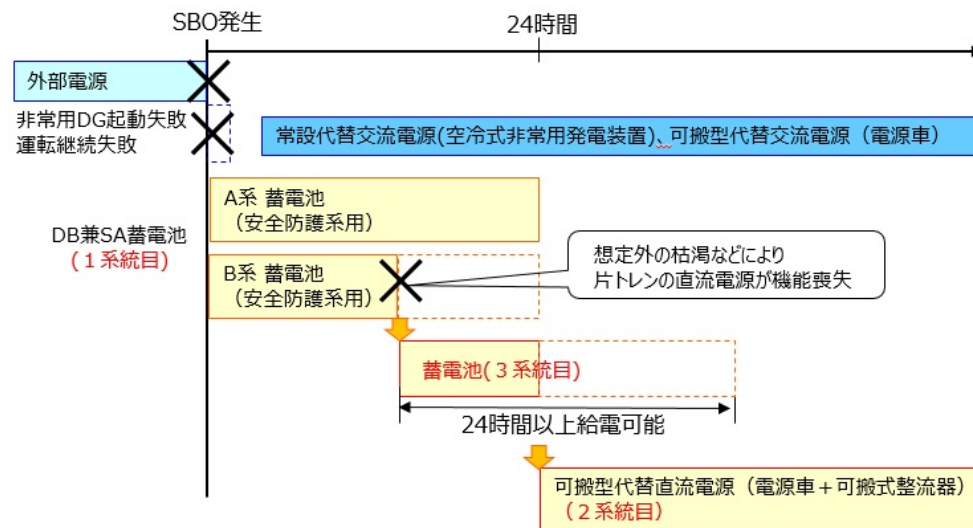 SBO発生
24時間
外部電源
非常用DG起動失敗
運転継続失敗
常設代替交流電源(空冷式非常用発電装置)、可搬型代替交流電源（電源車）
A系 蓄電池
（安全防護系用）
DB兼SA蓄電池
(１系統目)
B系 蓄電池
（安全防護系用）
想定外の枯渇などにより
片トレンの直流電源が機能喪失
蓄電池(３系統目)
24時間以上給電可能
可搬型代替直流電源（電源車＋可搬式整流器）
（２系統目）